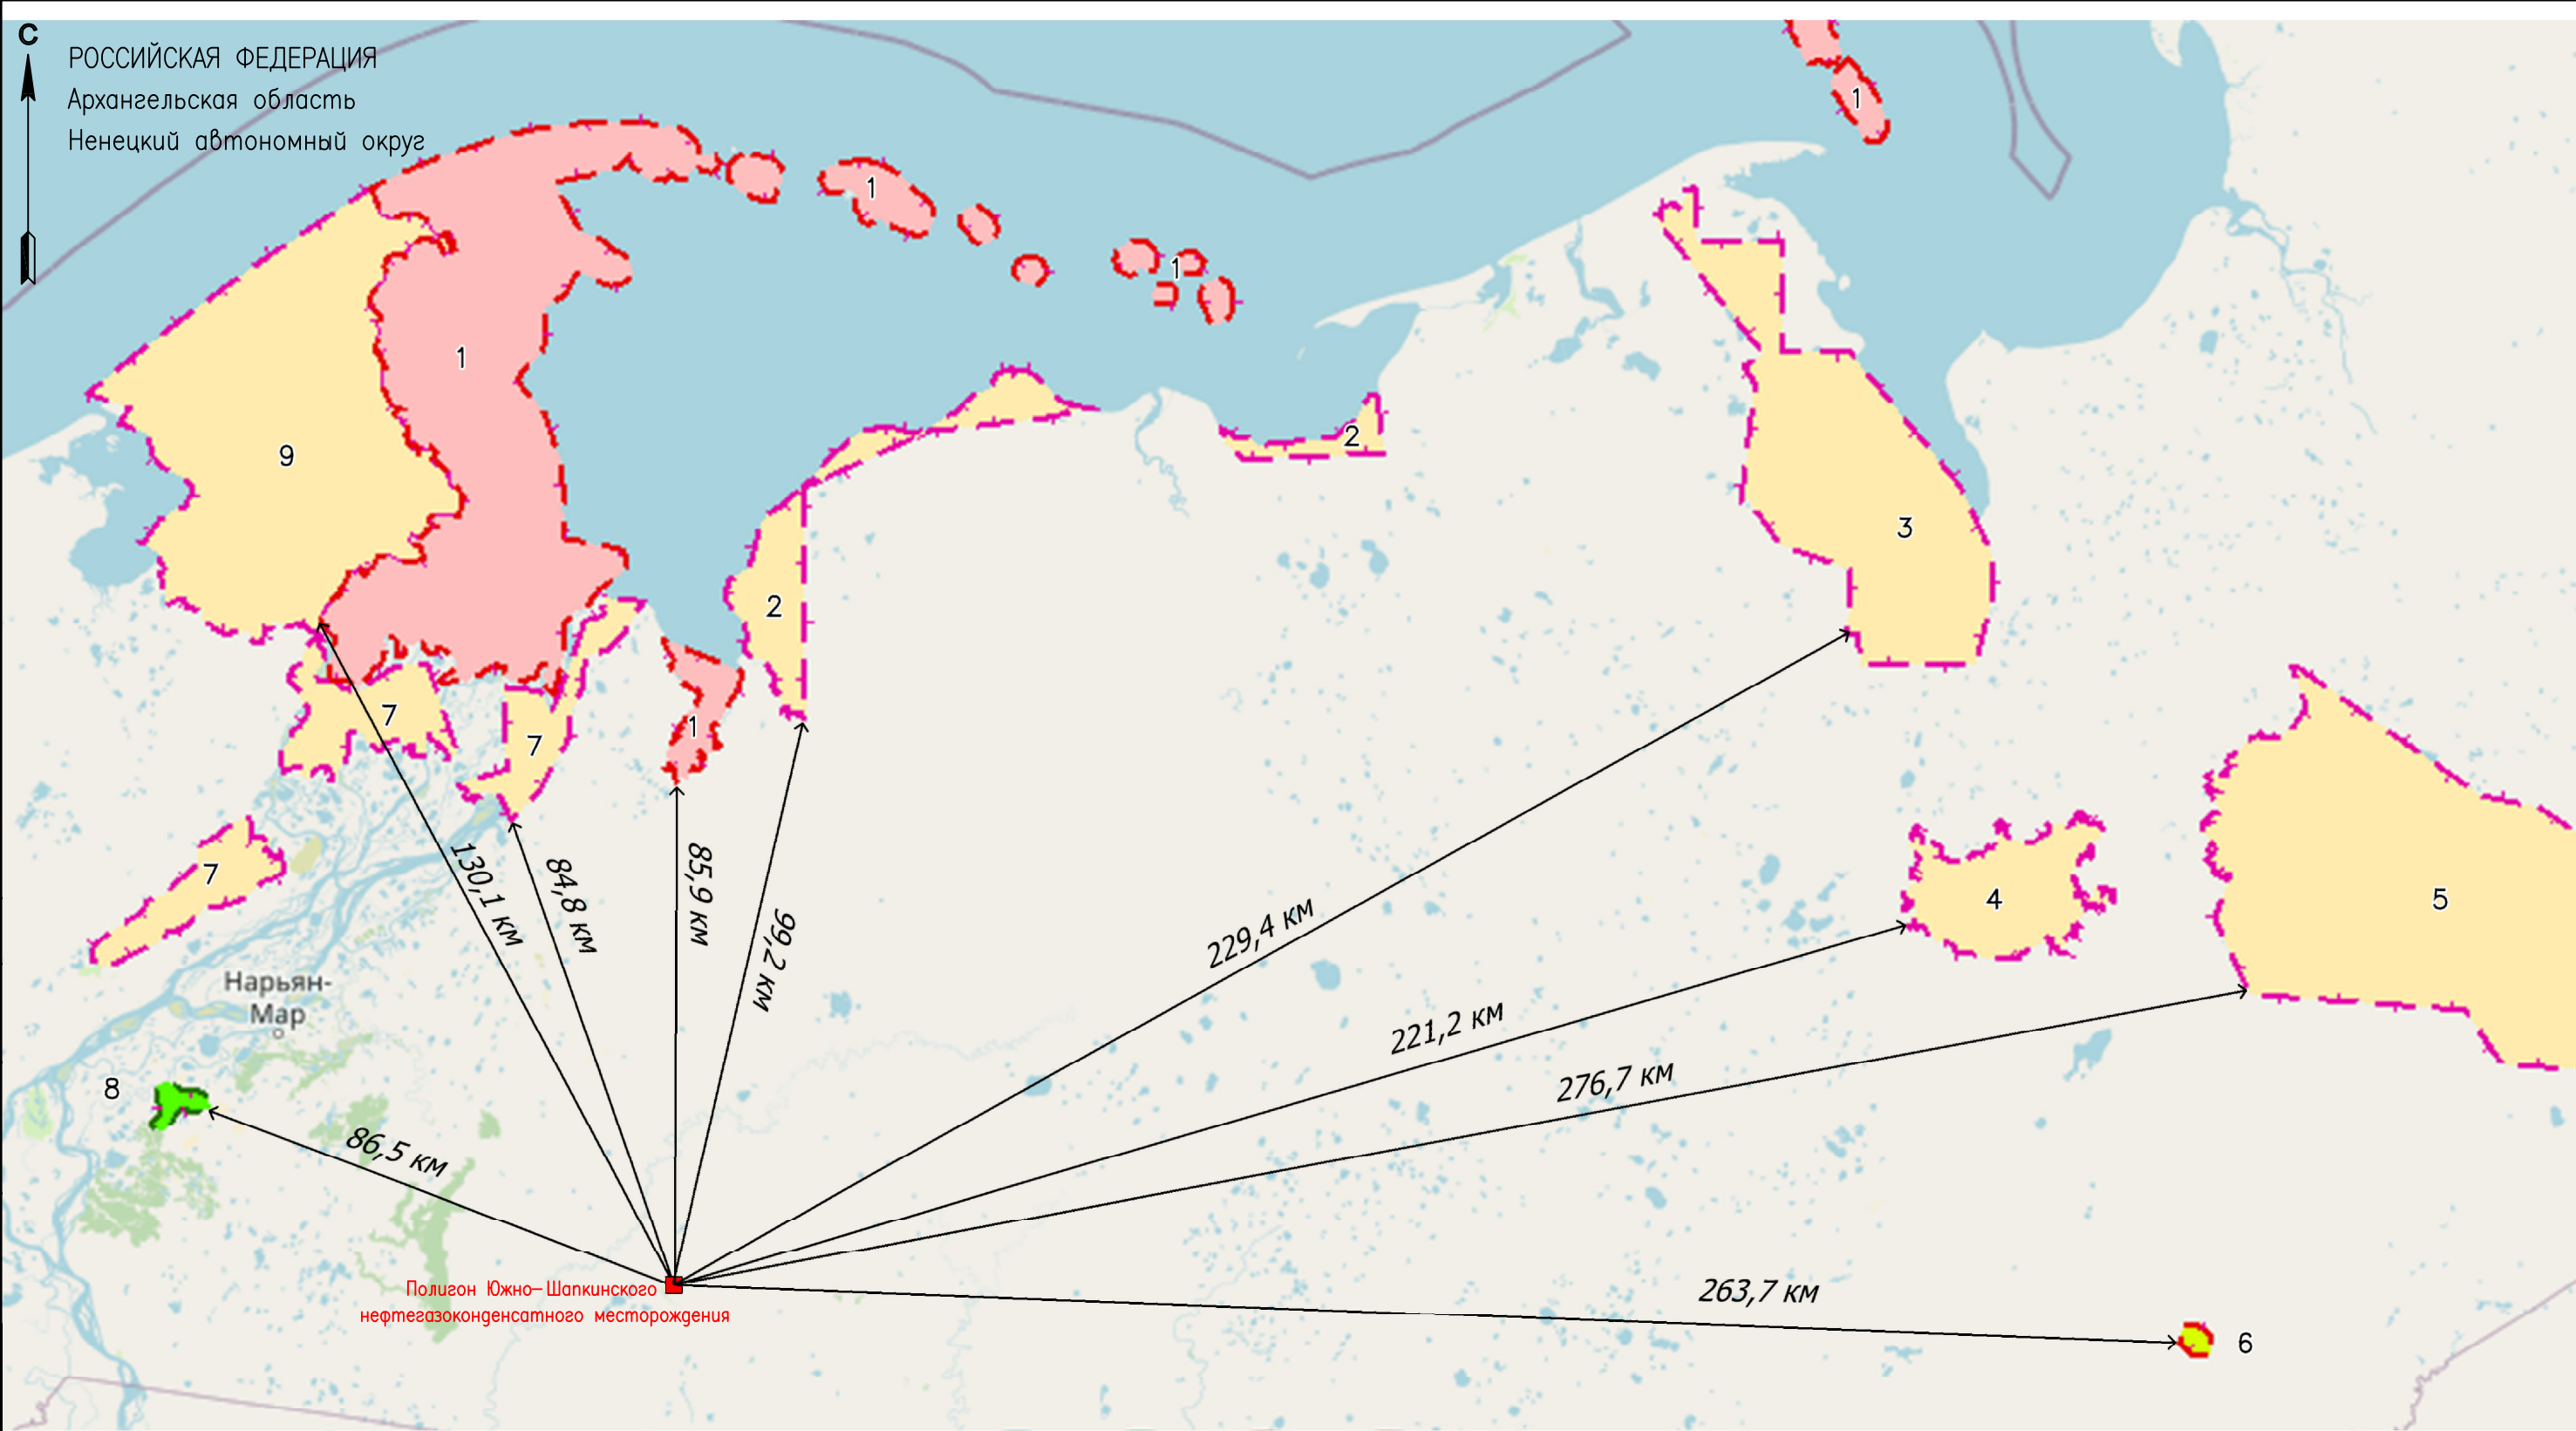 С
РОССИЙСКАЯ ФЕДЕРАЦИЯ
Архангельская область
Ненецкий автономный округ
1
1
1
1
9
2
3
2
7
1
7
7
4
5
130,1 км
84,8 км
85,9 км
99,2 км
229,4 км
221,2 км
276,7 км
Нарьян-
Мар
8
86,5 км
263,7 км
Полигон Южно-Шапкинского
нефтегазоконденсатного месторождения
6